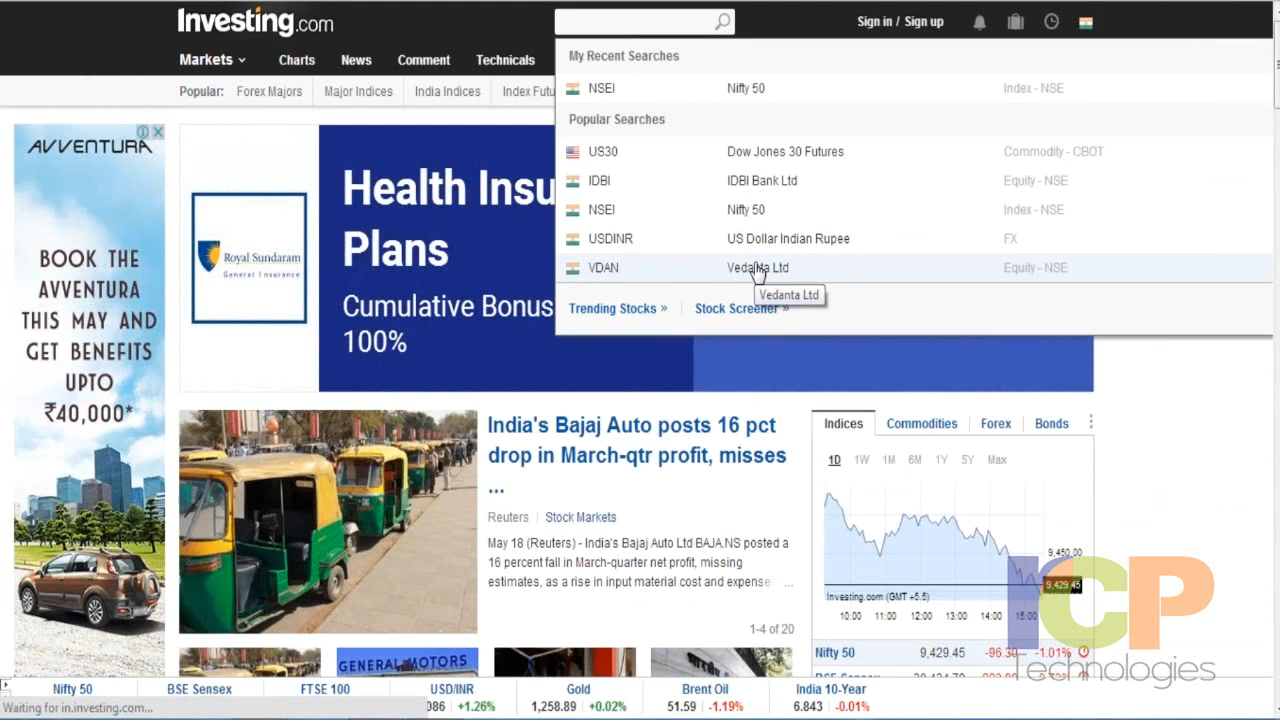 Investing.com
Sign in / Sign up
Markets
Charts
News
Comment
Technicals
Popular:
Forex Majors
Major Indices
India Indices
Index Futu
My Recent Searches
NSEI Nifty 50 Index - NSE
Popular Searches
US30 Dow Jones 30 Futures Commodity - CBOT
IDBI IDBI Bank Ltd Equity - NSE
NSEI Nifty 50 Index - NSE
USDINR US Dollar Indian Rupee FX
VDAN Vedanta Ltd Equity - NSE
Vedanta Ltd
Trending Stocks »
Stock Screener »
AVVENTURA
BOOK THE
AVVENTURA
THIS MAY AND
GET BENEFITS
UPTO
₹40,000*
Royal Sundaram
General Insurance
Health Insu
Plans
Cumulative Bonus
100%
India's Bajaj Auto posts 16 pct
drop in March-qtr profit, misses
...
Reuters
Stock Markets
May 18 (Reuters) - India's Bajaj Auto Ltd BAJA.NS posted a
16 percent fall in March-quarter net profit, missing
estimates, as a rise in input material cost and expense ...
1-4 of 20
GENERAL MOTORS
Indices
Commodities
Forex
Bonds
1D 1W 1M 6M 1Y 5Y Max
9,450.00
9,429.45
Investing.com (GMT +5.5)
10:00 11:00 12:00 13:00 14:00 15:00
Nifty 50 9,429.45 -96.30 -1.01%
ICP
Technologies
Nifty 50
BSE Sensex
FTSE 100
USD/INR
086 +1.26%
Gold
1,258.89 +0.02%
Brent Oil
51.59 -1.19%
India 10-Year
6.843 -0.01%
Waiting for in.investing.com...